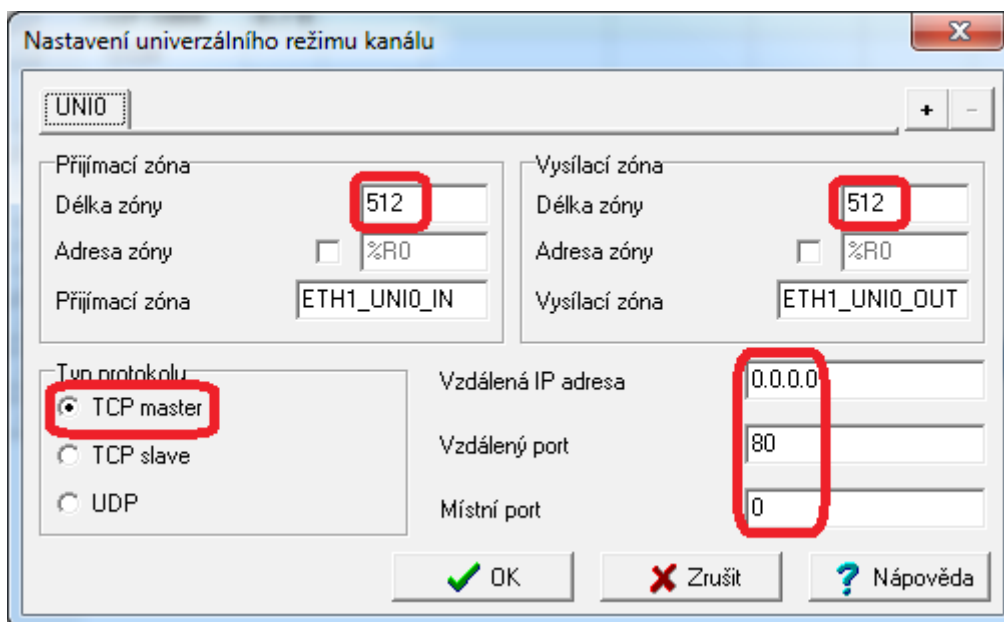 Nastavení univerzálního režimu kanálu
UNI0
+ -
Přijímací zóna
Délka zóny 512
Adresa zóny %R0
Přijímací zóna ETH1_UNI0_IN
Vysílací zóna
Délka zóny 512
Adresa zóny %R0
Vysílací zóna ETH1_UNI0_OUT
Typ protokolu
TCP master
TCP slave
UDP
Vzdálená IP adresa 0.0.0.0
Vzdálený port 80
Místní port 0
OK
Zrušit
? Nápověda